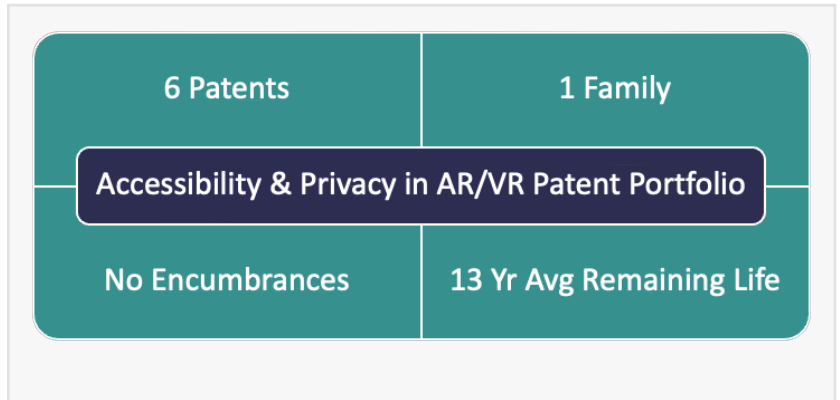 6 Patents
1 Family
Accessibility & Privacy in AR/VR Patent Portfolio
No Encumbrances
13 Yr Avg Remaining Life